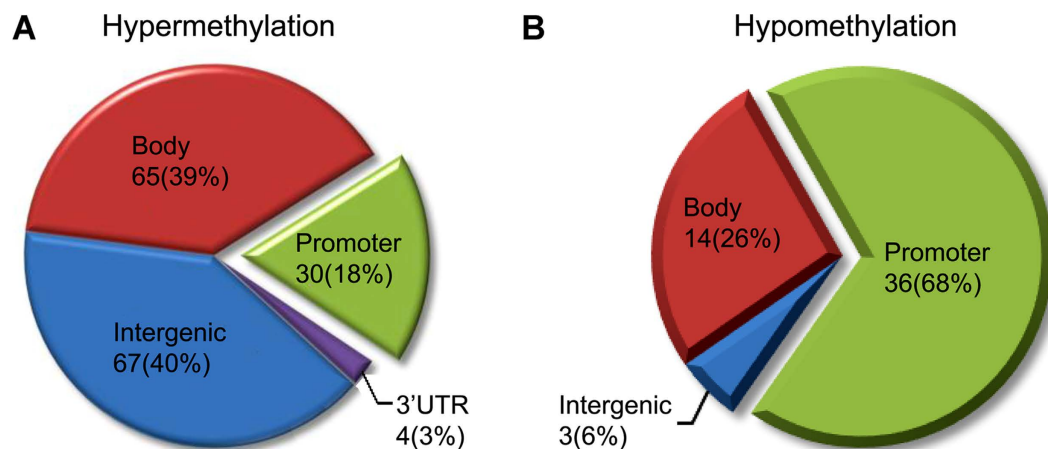 A Hypermethylation
Body
65(39%)
Promoter
30(18%)
Intergenic
67(40%)
3'UTR
4(3%)
B Hypomethylation
Body
14(26%)
Promoter
36(68%)
Intergenic
3(6%)